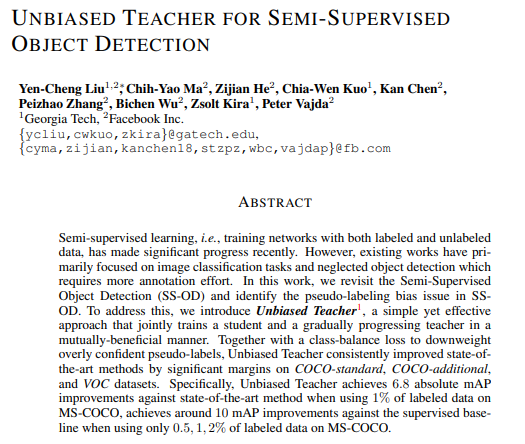 UNBIASED TEACHER FOR SEMI-SUPERVISED
OBJECT DETECTION
Yen-Cheng Liu1,2*, Chih-Yao Ma2, Zijian He2, Chia-Wen Kuo1, Kan Chen2,
Peizhao Zhang2, Bichen Wu2, Zsolt Kira1, Peter Vajda2
1Georgia Tech, 2Facebook Inc.
{ycliu,cwkuo,zkira}@gatech.edu,
{cyma,zijian,kanchen18,stzpz,wbc,vajdap}@fb.com
ABSTRACT
Semi-supervised learning, i.e., training networks with both labeled and unlabeled
data, has made significant progress recently. However, existing works have pri-
marily focused on image classification tasks and neglected object detection which
requires more annotation effort. In this work, we revisit the Semi-Supervised
Object Detection (SS-OD) and identify the pseudo-labeling bias issue in SS-
OD. To address this, we introduce Unbiased Teacher1, a simple yet effective
approach that jointly trains a student and a gradually progressing teacher in a
mutually-beneficial manner. Together with a class-balance loss to downweight
overly confident pseudo-labels, Unbiased Teacher consistently improved state-of-
the-art methods by significant margins on COCO-standard, COCO-additional,
and VOC datasets. Specifically, Unbiased Teacher achieves 6.8 absolute mAP
improvements against state-of-the-art method when using 1% of labeled data on
MS-COCO, achieves around 10 mAP improvements against the supervised base-
line when using only 0.5, 1, 2% of labeled data on MS-COCO.